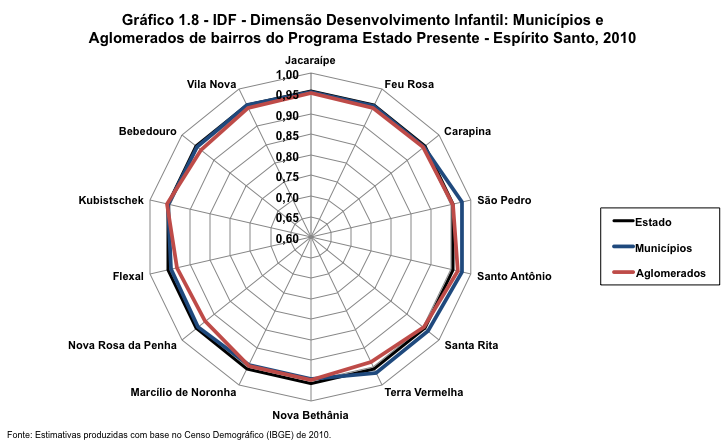 Gráfico 1.8 - IDF - Dimensão Desenvolvimento Infantil: Municípios e
Aglomerados de bairros do Programa Estado Presente - Espírito Santo, 2010
Jacaraípe
Feu Rosa
Carapina
São Pedro
Santo Antônio
Santa Rita
Terra Vermelha
Nova Bethânia
Marcílio de Noronha
Nova Rosa da Penha
Flexal
Kubistschek
Bebedouro
Vila Nova
1,00
0,95
0,90
0,85
0,80
0,75
0,70
0,65
0,60
Estado
Municípios
Aglomerados
Fonte: Estimativas produzidas com base no Censo Demográfico (IBGE) de 2010.